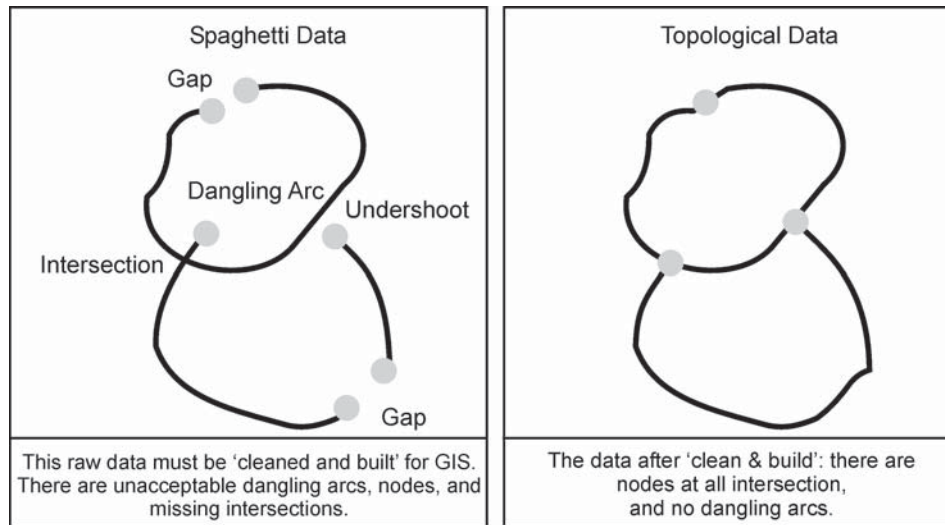 Spaghetti Data
Gap
Dangling Arc
Undershoot
Intersection
Gap
This raw data must be ‘cleaned and built’ for GIS.
There are unacceptable dangling arcs, nodes, and
missing intersections.
Topological Data
The data after ‘clean & build’: there are
nodes at all intersection,
and no dangling arcs.